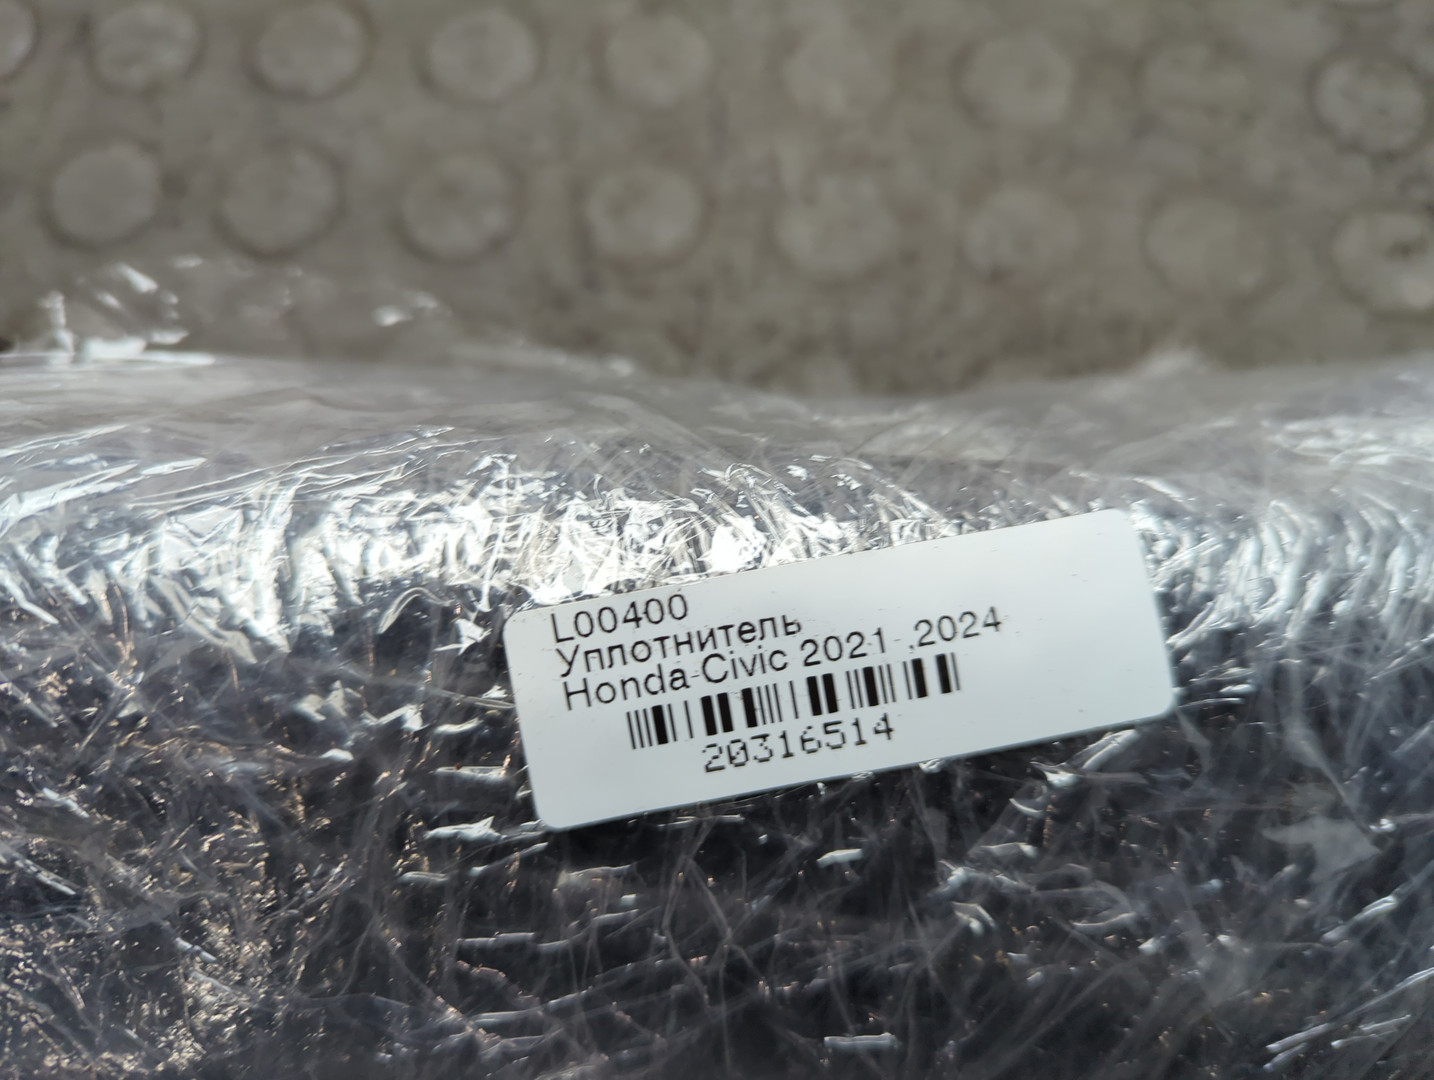 L00400
Уплотнитель
Honda Civic 2021 ,2024
20316514